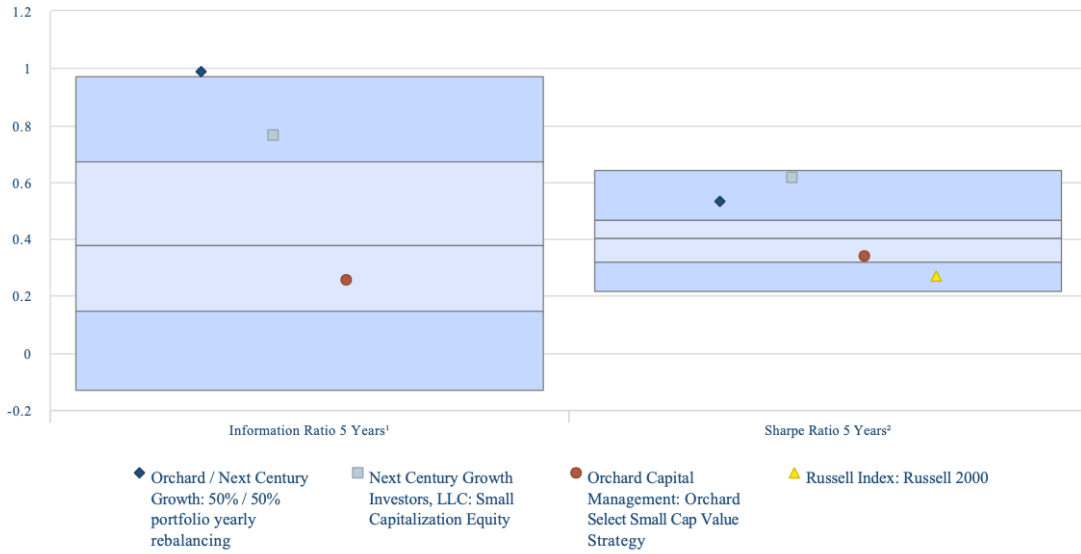 1.2
1
0.8
0.6
0.4
0.2
0
-0.2
Information Ratio 5 Years¹
Sharpe Ratio 5 Years²
Orchard / Next Century
Growth: 50% / 50%
portfolio yearly
rebalancing
Next Century Growth
Investors, LLC: Small
Capitalization Equity
Orchard Capital
Management: Orchard
Select Small Cap Value
Strategy
Russell Index: Russell 2000